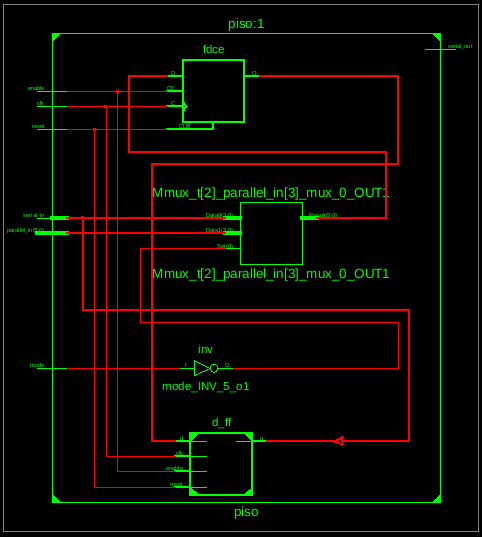 piso:1
serial_out
fdce
D
Q
enable
CE
clk
C
reset
CLR
Mmux_t[2]_parallel_in[3]_mux_0_OUT1
serial_in
Data0(3:0)
Result(3:0)
parallel_in(3:0)
Data1(3:0)
Sel(0)
Mmux_t[2]_parallel_in[3]_mux_0_OUT1
inv
mode
I
O
mode_INV_5_o1
d_ff
d
q
clk
enable
reset
piso